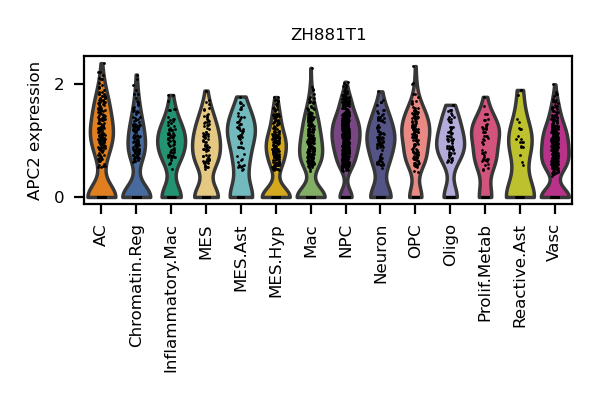 ZH881T1
APC2 expression
2
0
AC
Chromatin.Reg
Inflammatory.Mac
MES
MES.Ast
MES.Hyp
Mac
NPC
Neuron
OPC
Oligo
Prolif.Metab
Reactive.Ast
Vasc